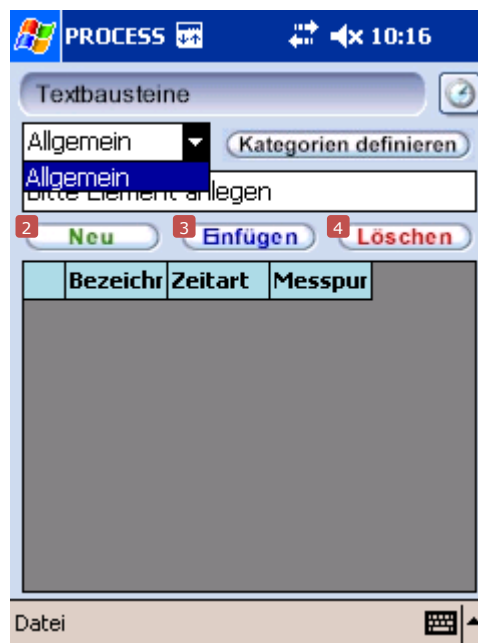 PROCESS 10:16
Textbausteine
Allgemein Kategorien definieren
Allgemein
Bitte Element anlegen
2 Neu 3 Einfügen 4 Löschen
Bezeichr Zeitart Messpur
Datei